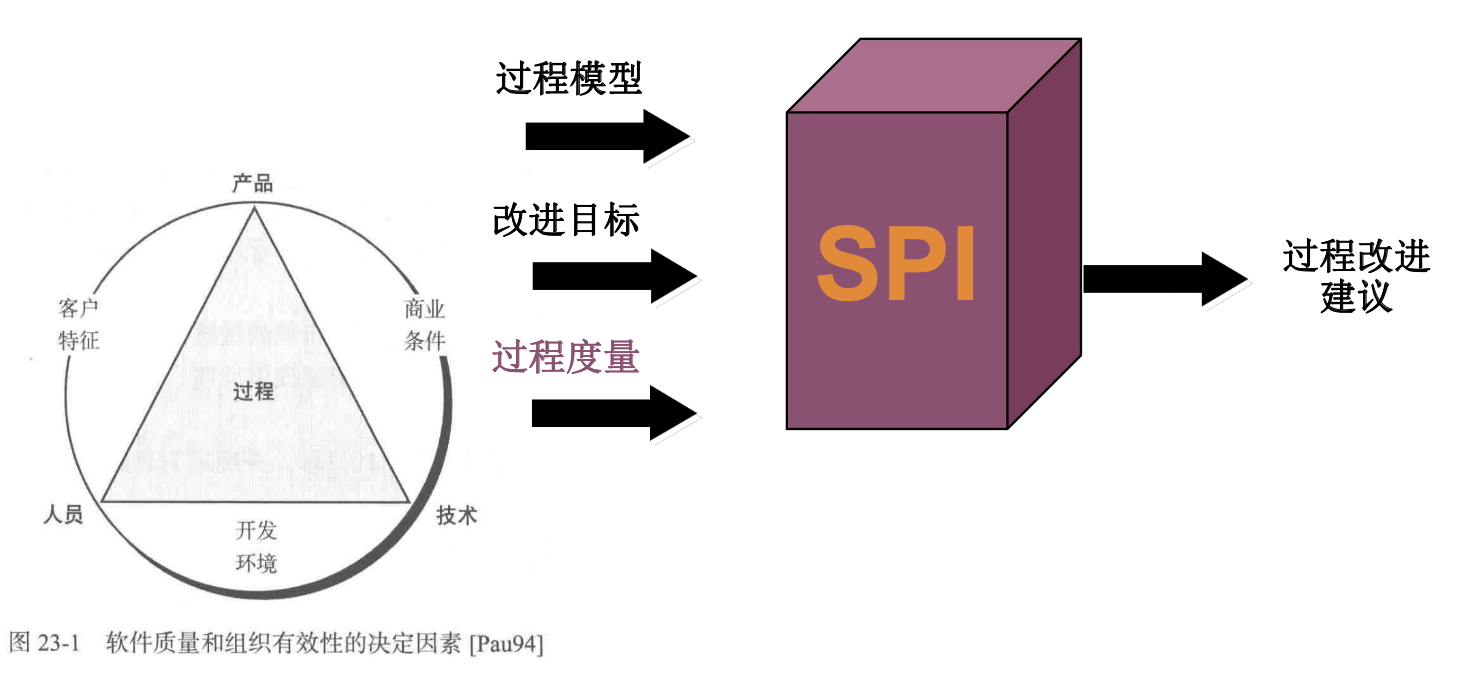 产品
客户
特征
商业
条件
过程
人员
技术
开发
环境
图 23-1 软件质量和组织有效性的决定因素 [Pau94]
过程模型
改进目标
过程度量
SPI
过程改进
建议